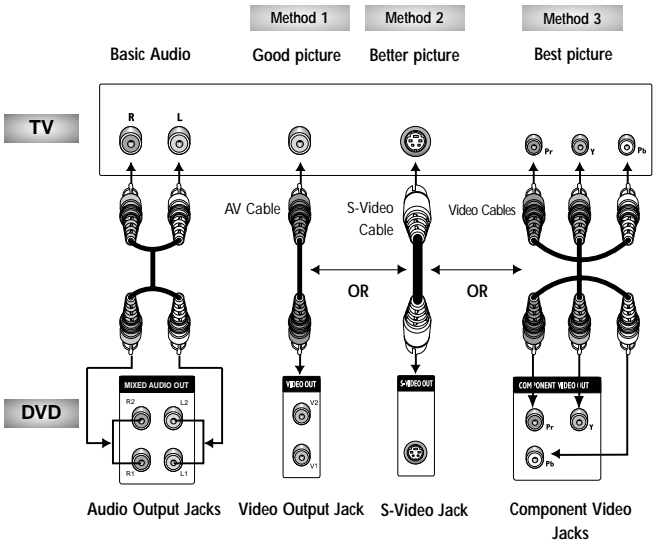 Method 1
Method 2
Method 3
Basic Audio
Good picture
Better picture
Best picture
TV
R
L
Pr
Y
Pb
AV Cable
S-Video
Cable
Video Cables
OR
OR
DVD
MIXED AUDIO OUT
R2
L2
R1
L1
VIDEO OUT
V2
V1
S-VIDEO OUT
COMPONENT VIDEO OUT
Pr
Y
Pb
Audio Output Jacks
Video Output Jack
S-Video Jack
Component Video
Jacks